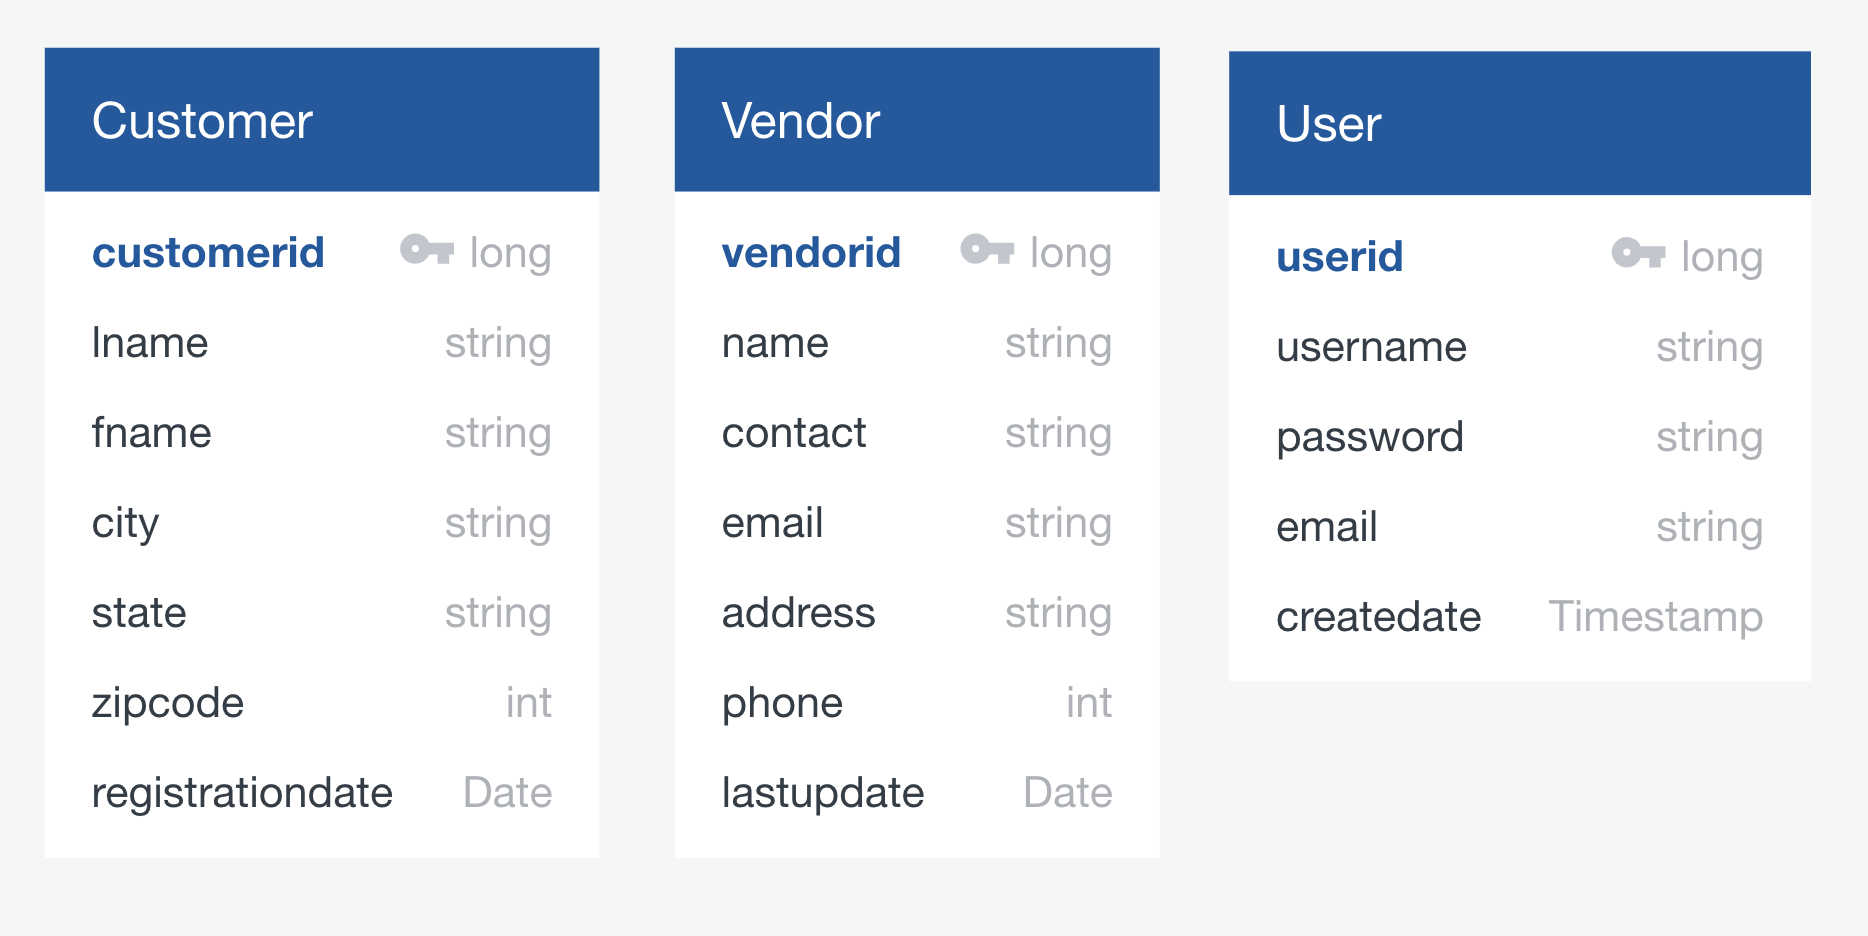 Customer
customerid long
lname string
fname string
city string
state string
zipcode int
registrationdate Date
Vendor
vendorid long
name string
contact string
email string
address string
phone int
lastupdate Date
User
userid long
username string
password string
email string
createdate Timestamp